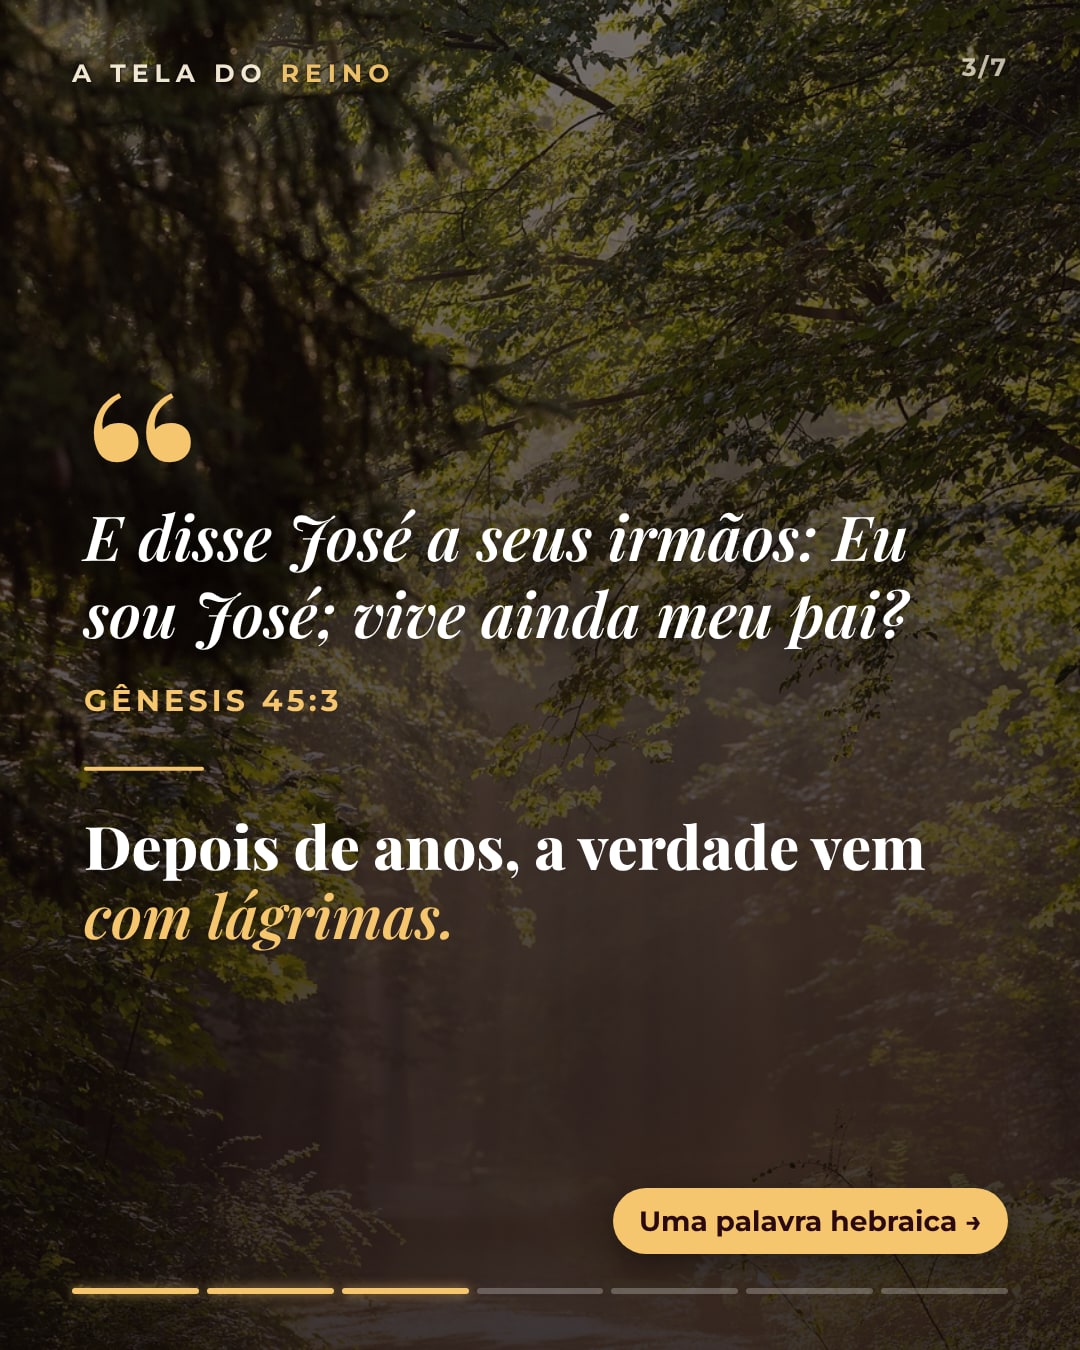 A TELA DO REINO
3/7
“
E disse José a seus irmãos: Eu
sou José; vive ainda meu pai?
GÊNESIS 45:3
Depois de anos, a verdade vem
com lágrimas.
Uma palavra hebraica →